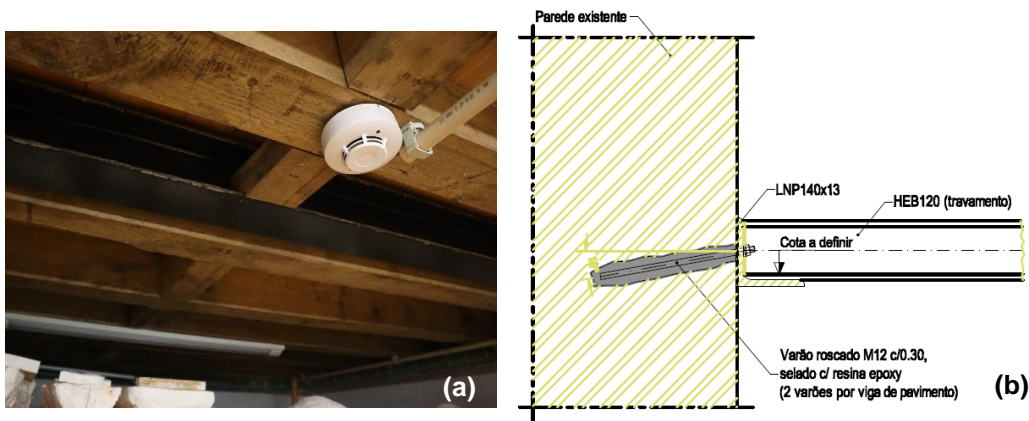 (a)
Parede existente
LNP140x13
HEB120 (travamento)
Cota a definir
Varão roscado M12 c/0.30,
selado c/ resina epoxy
(2 varões por viga de pavimento)
(b)